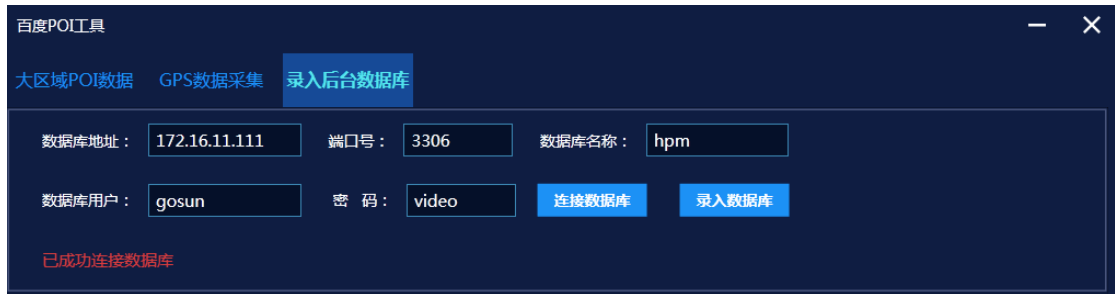 百度POI工具
大区域POI数据 GPS数据采集 录入后台数据库
数据库地址： 172.16.11.111 端口号： 3306 数据库名称： hpm
数据库用户： gosun 密 码： video 连接数据库 录入数据库
已成功连接数据库